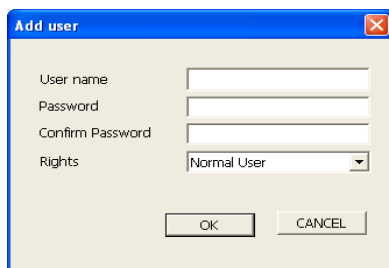 Add user
User name
Password
Confirm Password
Rights Normal User
OK CANCEL